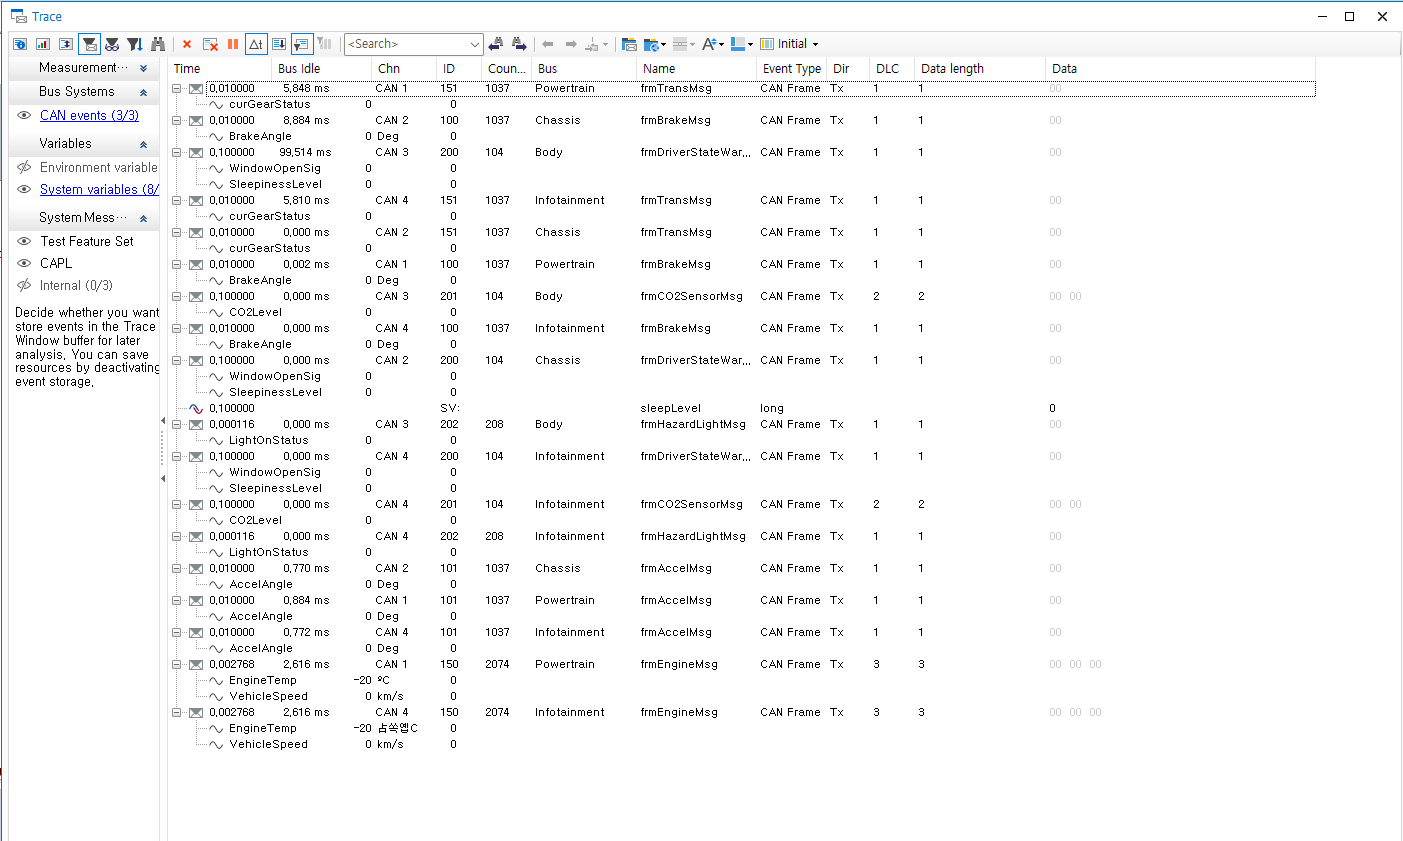 Trace
<Search>
Initial
Measurement···
Bus Systems
CAN events (3/3)
Variables
Environment variable
System variables (8/
System Mess···
Test Feature Set
CAPL
Internal (0/3)
Decide whether you want
store events in the Trace
Window buffer for later
analysis. You can save
resources by deactivating
event storage.
Time Bus Idle Chn ID Coun... Bus Name Event Type Dir DLC Data length Data
0,010000 5,848 ms CAN 1 151 1037 Powertrain frmTransMsg CAN Frame Tx 1 1 00
curGearStatus 0 0
0,010000 8,884 ms CAN 2 100 1037 Chassis frmBrakeMsg CAN Frame Tx 1 1 00
BrakeAngle 0 Deg 0
0,100000 99,514 ms CAN 3 200 104 Body frmDriverStateWar,,, CAN Frame Tx 1 1 00
WindowOpenSig 0 0
SleepinessLevel 0 0
0,010000 5,810 ms CAN 4 151 1037 Infotainment frmTransMsg CAN Frame Tx 1 1 00
curGearStatus 0 0
0,010000 0,000 ms CAN 2 151 1037 Chassis frmTransMsg CAN Frame Tx 1 1 00
curGearStatus 0 0
0,010000 0,002 ms CAN 1 100 1037 Powertrain frmBrakeMsg CAN Frame Tx 1 1 00
BrakeAngle 0 Deg 0
0,100000 0,000 ms CAN 3 201 104 Body frmCO2SensorMsg CAN Frame Tx 2 2 00 00
CO2Level 0 0
0,010000 0,000 ms CAN 4 100 1037 Infotainment frmBrakeMsg CAN Frame Tx 1 1 00
BrakeAngle 0 Deg 0
0,100000 0,000 ms CAN 2 200 104 Chassis frmDriverStateWar,,, CAN Frame Tx 1 1 00
WindowOpenSig 0 0
SleepinessLevel 0 0
0,100000 SV: sleepLevel long 0
0,000116 0,000 ms CAN 3 202 208 Body frmHazardLightMsg CAN Frame Tx 1 1 00
LightOnStatus 0 0
0,100000 0,000 ms CAN 4 200 104 Infotainment frmDriverStateWar,,, CAN Frame Tx 1 1 00
WindowOpenSig 0 0
SleepinessLevel 0 0
0,100000 0,000 ms CAN 4 201 104 Infotainment frmCO2SensorMsg CAN Frame Tx 2 2 00 00
CO2Level 0 0
0,000116 0,000 ms CAN 4 202 208 Infotainment frmHazardLightMsg CAN Frame Tx 1 1 00
LightOnStatus 0 0
0,010000 0,770 ms CAN 2 101 1037 Chassis frmAccelMsg CAN Frame Tx 1 1 00
AccelAngle 0 Deg 0
0,010000 0,884 ms CAN 1 101 1037 Powertrain frmAccelMsg CAN Frame Tx 1 1 00
AccelAngle 0 Deg 0
0,010000 0,772 ms CAN 4 101 1037 Infotainment frmAccelMsg CAN Frame Tx 1 1 00
AccelAngle 0 Deg 0
0,002768 2,616 ms CAN 1 150 2074 Powertrain frmEngineMsg CAN Frame Tx 3 3 00 00 00
EngineTemp -20 ºC 0
VehicleSpeed 0 km/s 0
0,002768 2,616 ms CAN 4 150 2074 Infotainment frmEngineMsg CAN Frame Tx 3 3 00 00 00
EngineTemp -20 占쏙옙C 0
VehicleSpeed 0 km/s 0